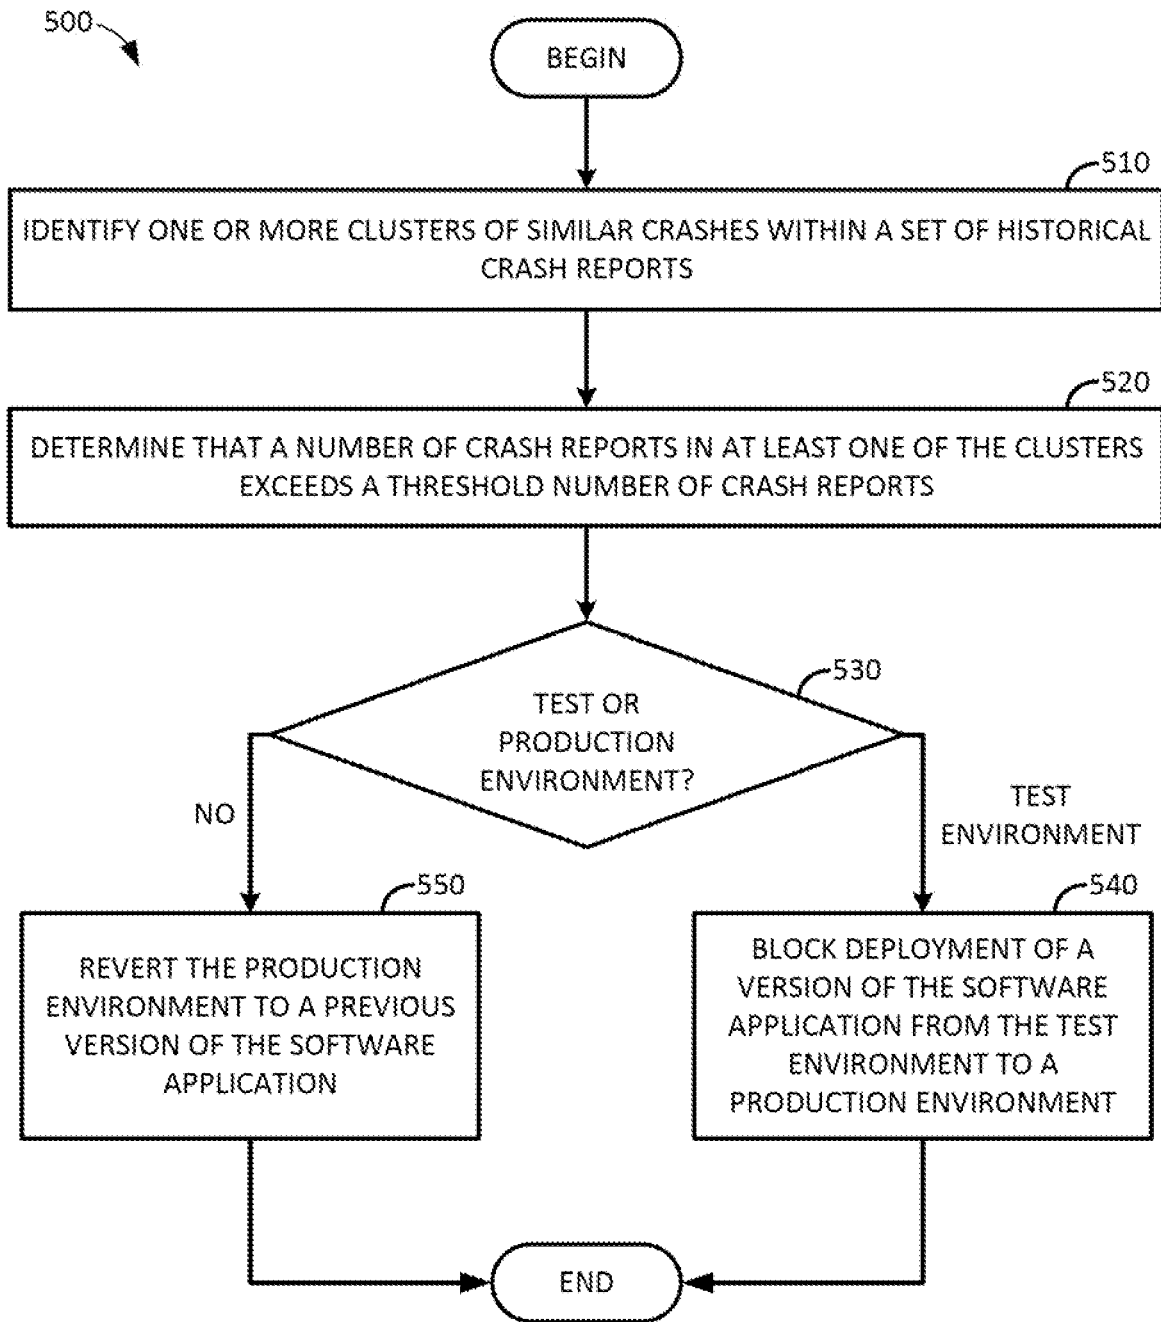 500
BEGIN
510
IDENTIFY ONE OR MORE CLUSTERS OF SIMILAR CRASHES WITHIN A SET OF HISTORICAL
CRASH REPORTS
520
DETERMINE THAT A NUMBER OF CRASH REPORTS IN AT LEAST ONE OF THE CLUSTERS
EXCEEDS A THRESHOLD NUMBER OF CRASH REPORTS
530
TEST OR
PRODUCTION
ENVIRONMENT?
NO
TEST
ENVIRONMENT
550
REVERT THE PRODUCTION
ENVIRONMENT TO A PREVIOUS
VERSION OF THE SOFTWARE
APPLICATION
540
BLOCK DEPLOYMENT OF A
VERSION OF THE SOFTWARE
APPLICATION FROM THE TEST
ENVIRONMENT TO A
PRODUCTION ENVIRONMENT
END